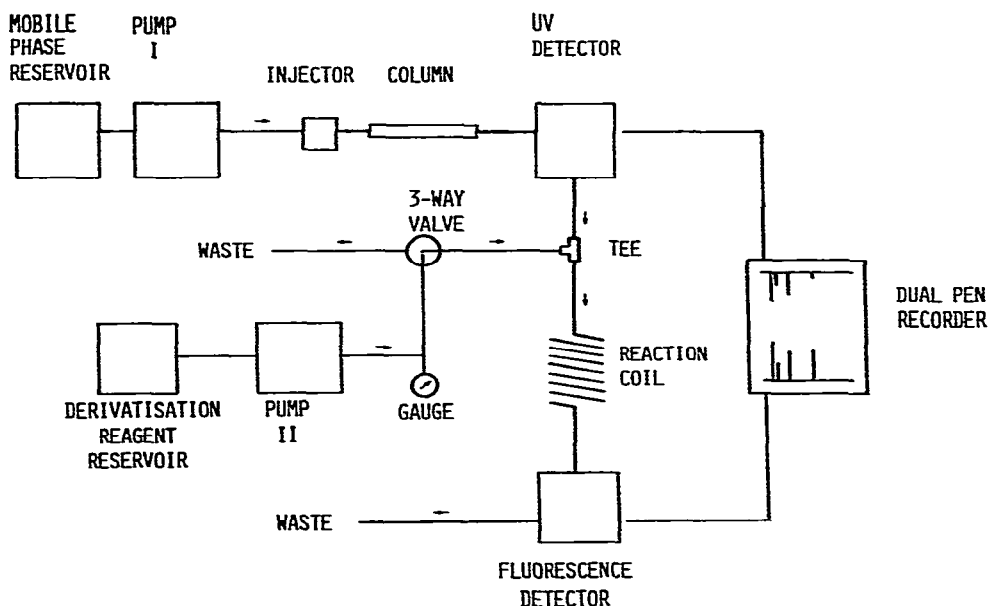 MOBILE
PHASE
RESERVOIR
PUMP
I
INJECTOR
COLUMN
UV
DETECTOR
3-WAY
VALVE
WASTE
TEE
DUAL PEN
RECORDER
REACTION
COIL
DERIVATISATION
REAGENT
RESERVOIR
PUMP
II
GAUGE
WASTE
FLUORESCENCE
DETECTOR